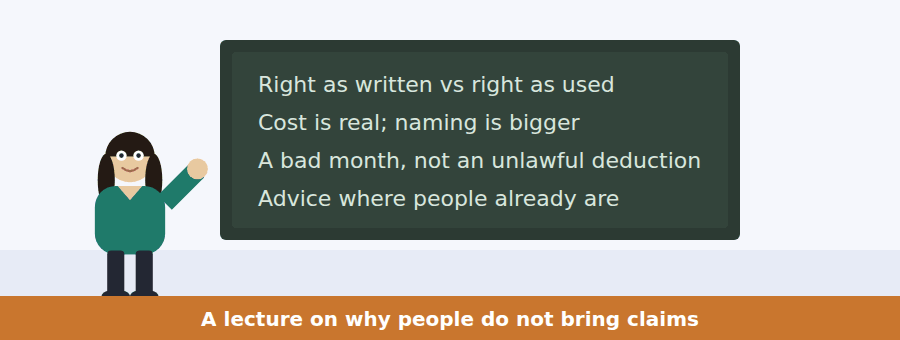 Right as written vs right as used
Cost is real; naming is bigger
A bad month, not an unlawful deduction
Advice where people already are
A lecture on why people do not bring claims